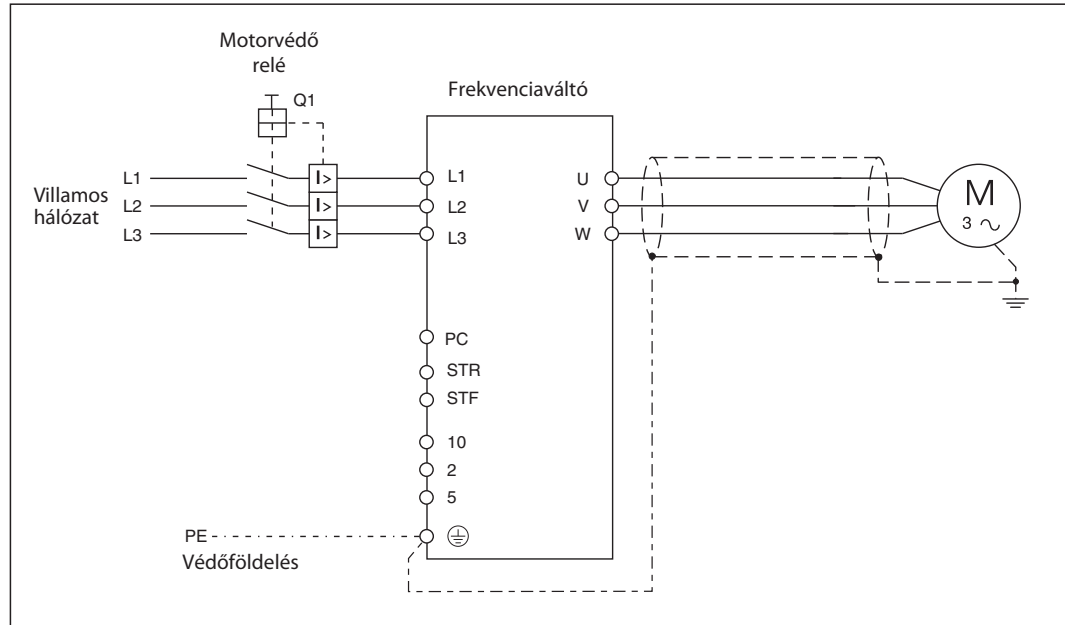 Motorvédő
relé
Q1
Frekvenciaváltó
Villamos
hálózat
L1
L2
L3
I>
I>
I>
L1
L2
L3
U
V
W
M
3 ∿
PC
STR
STF
10
2
5
PE
Védőföldelés